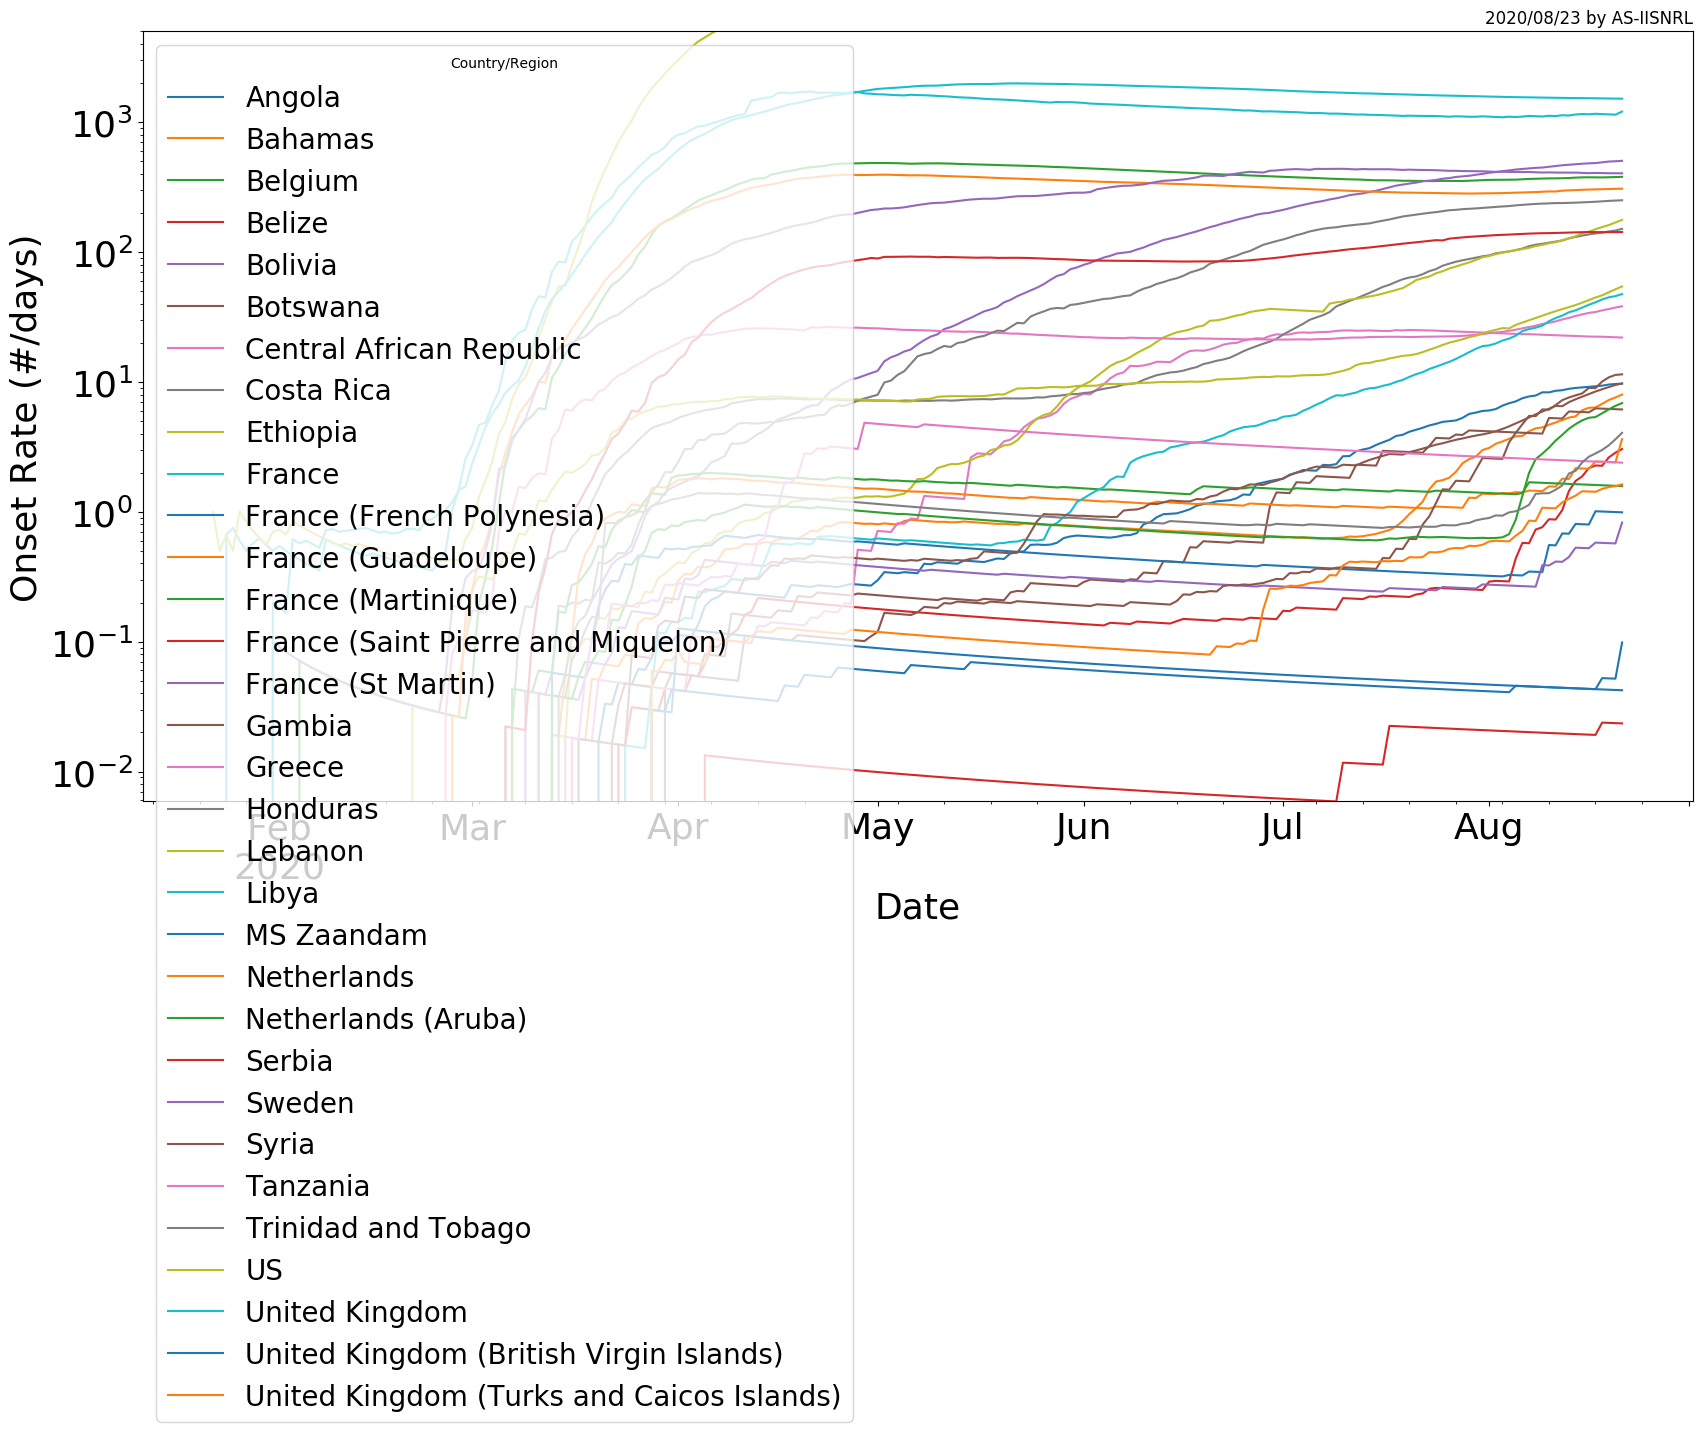 2020/08/23 by AS-IISNRL
Country/Region
Angola
Bahamas
Belgium
Belize
Bolivia
Botswana
Central African Republic
Costa Rica
Ethiopia
France
France (French Polynesia)
France (Guadeloupe)
France (Martinique)
France (Saint Pierre and Miquelon)
France (St Martin)
Gambia
Greece
Honduras
Lebanon
Libya
MS Zaandam
Netherlands
Netherlands (Aruba)
Serbia
Sweden
Syria
Tanzania
Trinidad and Tobago
US
United Kingdom
United Kingdom (British Virgin Islands)
United Kingdom (Turks and Caicos Islands)
Onset Rate (#/days)
10³
10²
10¹
10⁰
10⁻¹
10⁻²
Feb Mar Apr May Jun Jul Aug
2020
Date